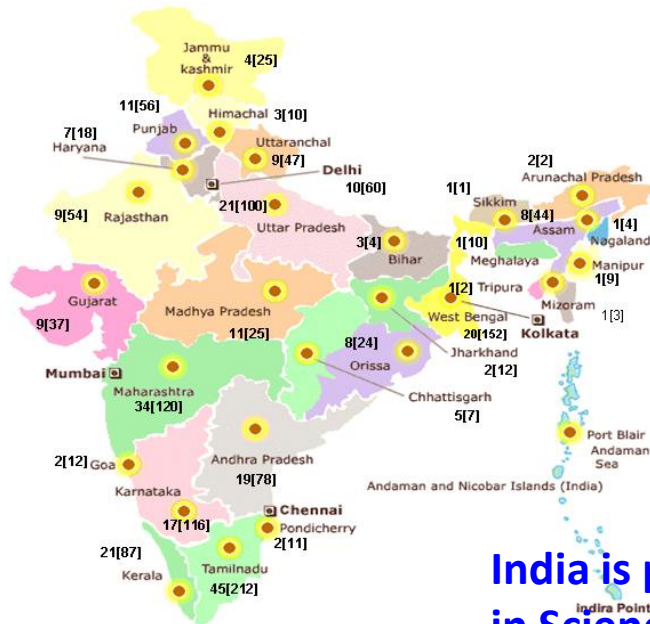 Jammu
&
kashmir
4[25]
11[56]
Himachal
3[10]
7[18]
Punjab
Haryana
Uttaranchal
9[47]
Delhi
10[60]
2[2]
Arunachal Pradesh
1[1]
Sikkim
8[44]
Assam
1[4]
Nagaland
9[54]
Rajasthan
21[100]
Uttar Pradesh
3[4]
Bihar
1[10]
Meghalaya
Manipur
1[9]
Gujarat
9[37]
Madhya Pradesh
11[25]
1[2]
Tripura
Mizoram
1[3]
West Bengal
20[152]
Kolkata
8[24]
Orissa
Jharkhand
2[12]
Mumbai
Maharashtra
34[120]
Chhattisgarh
5[7]
2[12]
Goa
Andhra Pradesh
19[78]
Port Blair
Andaman
Sea
Karnataka
17[116]
Andaman and Nicobar Islands (India)
Chennai
Pondicherry
2[11]
21[87]
Kerala
Tamilnadu
45[212]
India is
indira Point
in